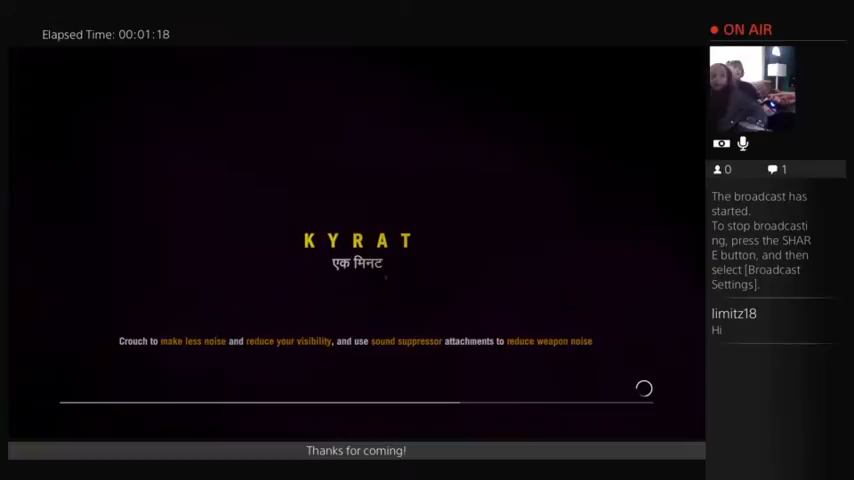 Elapsed Time: 00:01:18
ON AIR
KYRAT
एक मिनट
Crouch to make less noise and reduce your visibility, and use sound suppressor attachments to reduce weapon noise
Thanks for coming!
0
1
The broadcast has
started.
To stop broadcasti
ng, press the SHAR
E button, and then
select [Broadcast
Settings].
limitz18
Hi